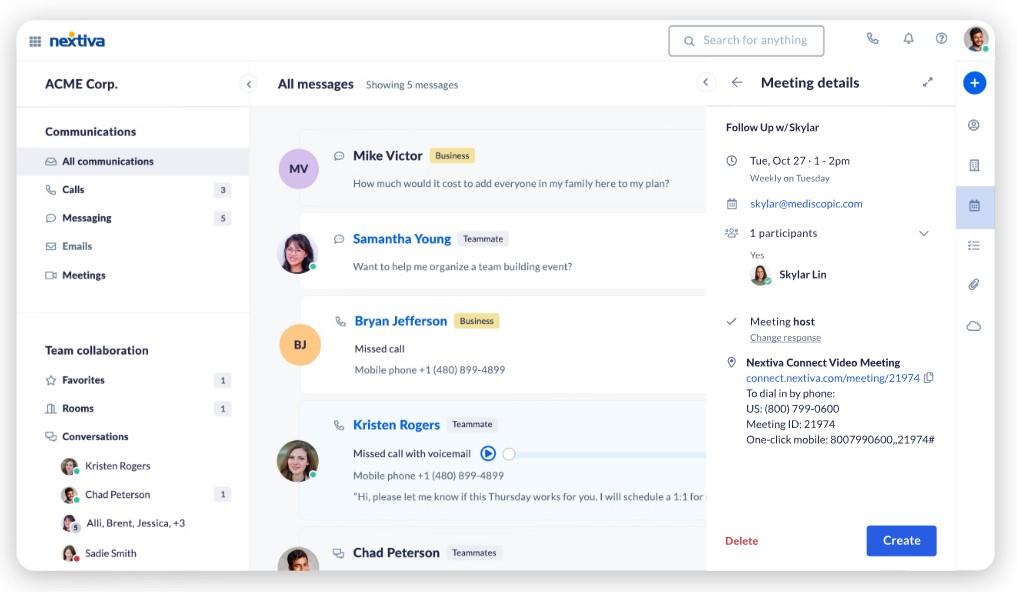 nextiva
Search for anything
ACME Corp.
Communications
All communications
Calls 3
Messaging 5
Emails
Meetings
Team collaboration
Favorites 1
Rooms 1
Conversations
Kristen Rogers
Chad Peterson 1
5 Alli, Brent, Jessica, +3
Sadie Smith
All messages Showing 5 messages
MV
Mike Victor Business
How much would it cost to add everyone in my family here to my plan?
Samantha Young Teammate
Want to help me organize a team building event?
BJ
Bryan Jefferson Business
Missed call
Mobile phone +1 (480) 899-4899
Kristen Rogers Teammate
Missed call with voicemail
Mobile phone +1 (480) 899-4899
“Hi, please let me know if this Thursday works for you. I will schedule a 1:1 for
Chad Peterson Teammates
Meeting details
Follow Up w/Skylar
Tue, Oct 27 · 1 - 2pm
Weekly on Tuesday
skylar@mediscopic.com
1 participants
Yes
Skylar Lin
Meeting host
Change response
Nextiva Connect Video Meeting
connect.nextiva.com/meeting/21974
To dial in by phone:
US: (800) 799-0600
Meeting ID: 21974
One-click mobile: 8007990600,,21974#
Delete
Create